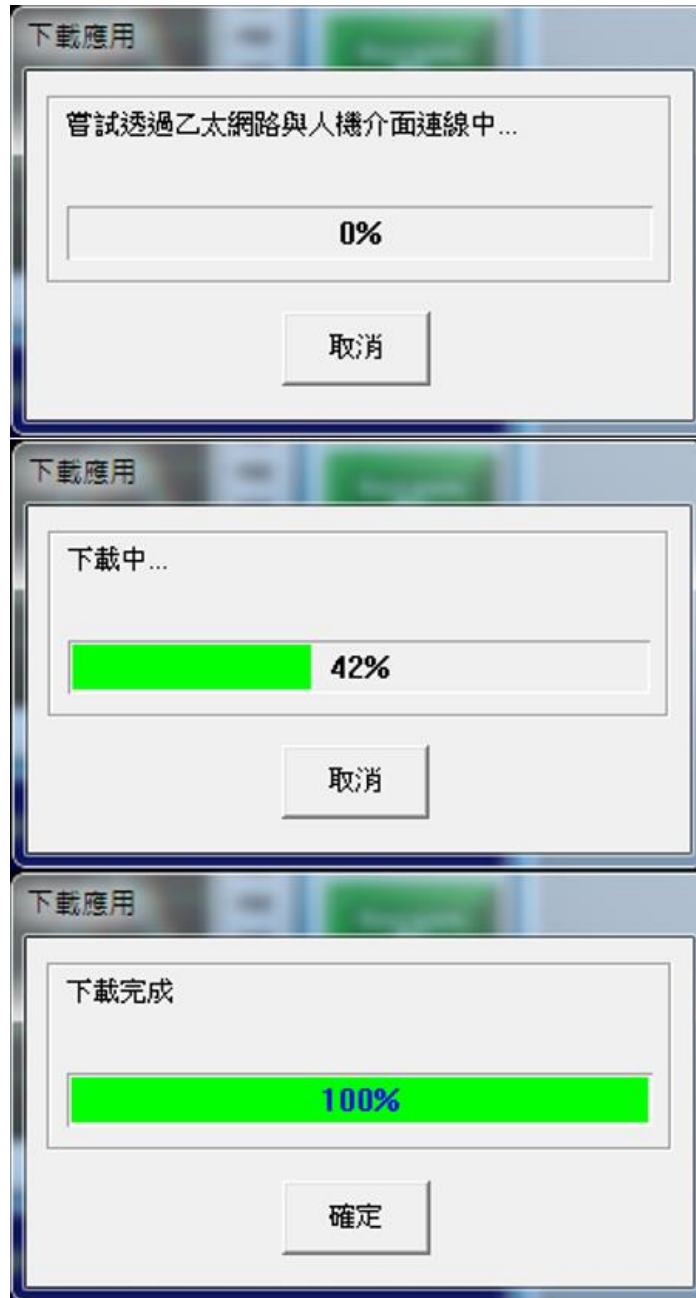 下載應用
嘗試透過乙太網路與人機介面連線中...
0%
取消
下載應用
下載中...
42%
取消
下載應用
下載完成
100%
確定